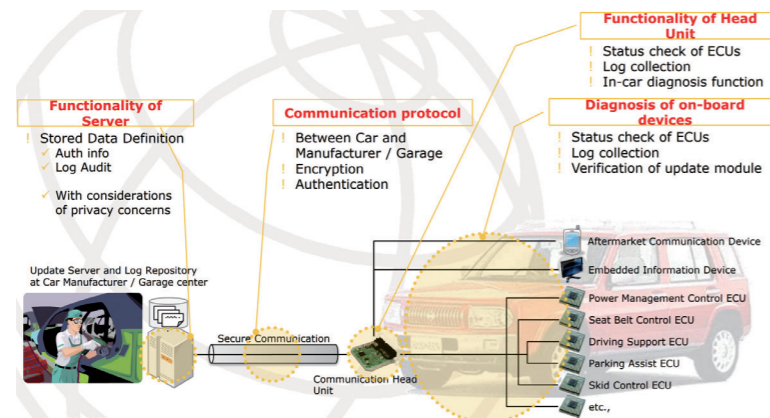 Functionality of Head
Unit
! Status check of ECUs
! Log collection
! In-car diagnosis function
Functionality of
Server
! Stored Data Definition
✓ Auth info
✓ Log Audit
✓ With considerations
of privacy concerns
Communication protocol
! Between Car and
Manufacturer / Garage
! Encryption
! Authentication
Diagnosis of on-board
devices
! Status check of ECUs
! Log collection
! Verification of update module
Update Server and Log Repository
at Car Manufacturer / Garage center
Secure Communication
Communication Head
Unit
Aftermarket Communication Device
Embedded Information Device
Power Management Control ECU
Seat Belt Control ECU
Driving Support ECU
Parking Assist ECU
Skid Control ECU
etc.,